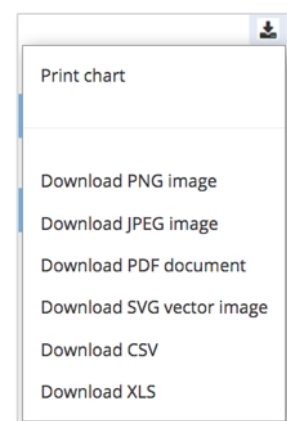 Print chart
Download PNG image
Download JPEG image
Download PDF document
Download SVG vector image
Download CSV
Download XLS